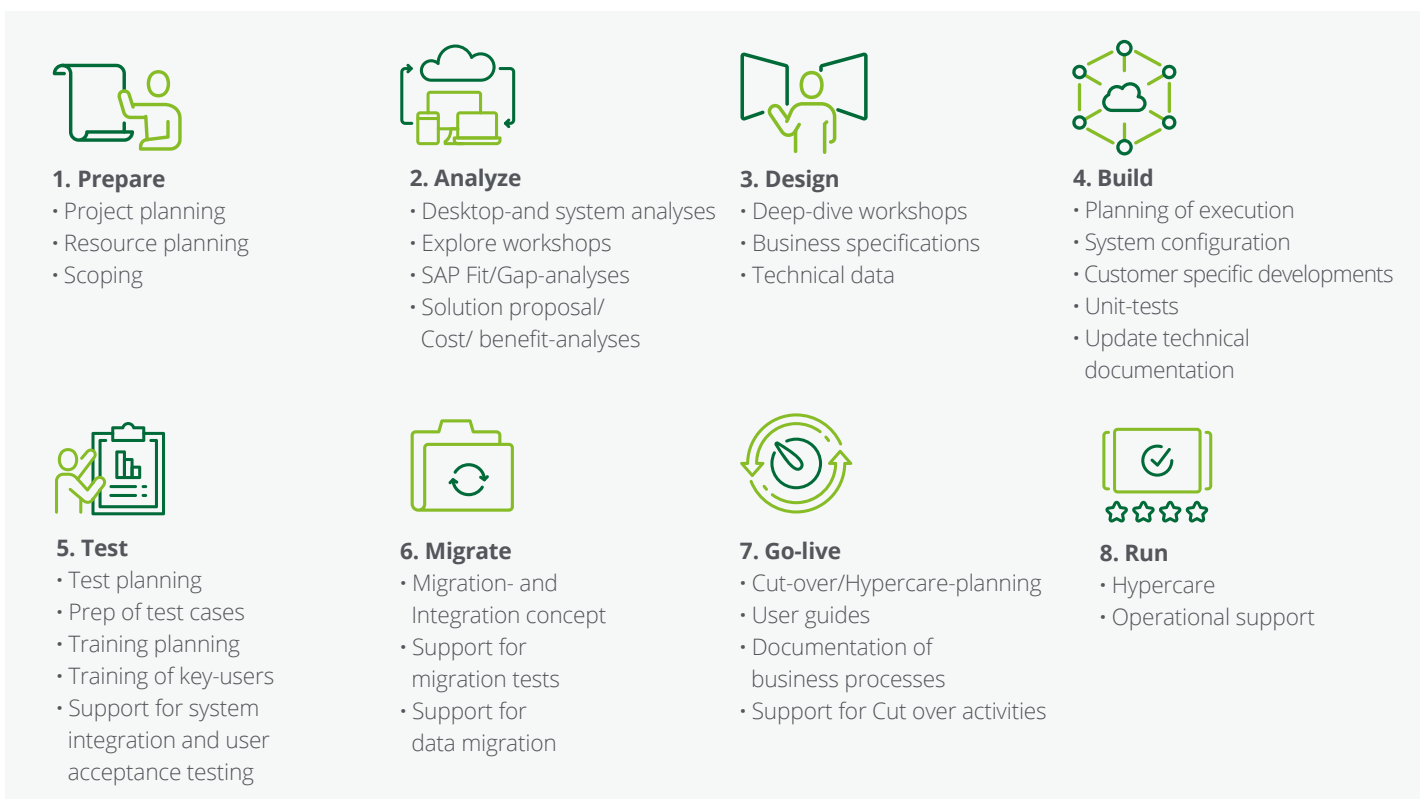 1. Prepare
· Project planning
· Resource planning
· Scoping
2. Analyze
· Desktop-and system analyses
· Explore workshops
· SAP Fit/Gap-analyses
· Solution proposal/
Cost/ benefit-analyses
3. Design
· Deep-dive workshops
· Business specifications
· Technical data
4. Build
· Planning of execution
· System configuration
· Customer specific developments
· Unit-tests
· Update technical
documentation
5. Test
· Test planning
· Prep of test cases
· Training planning
· Training of key-users
· Support for system
integration and user
acceptance testing
6. Migrate
· Migration- and
Integration concept
· Support for
migration tests
· Support for
data migration
7. Go-live
· Cut-over/Hypercare-planning
· User guides
· Documentation of
business processes
· Support for Cut over activities
8. Run
· Hypercare
· Operational support